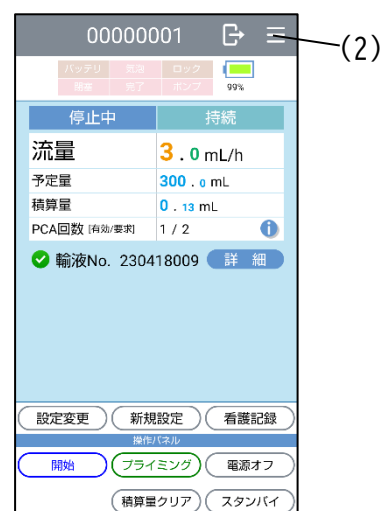 00000001
(2)
バッテリ 気泡 ロック
閉塞 完了 ポンプ 99%
停止中 持続
流量 3.0 mL/h
予定量 300.0 mL
積算量 0.13 mL
PCA回数 [有効/要求] 1 / 2
輸液No. 230418009 詳 細
設定変更 新規設定 看護記録
操作パネル
開始 プライミング 電源オフ
積算量クリア スタンバイ